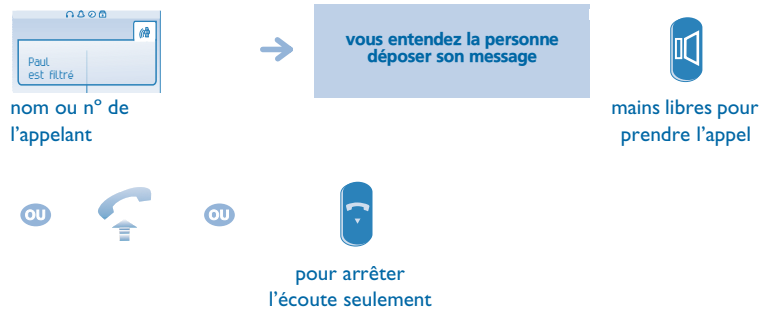 Paul
est filtré
nom ou nº de
l’appelant
vous entendez la personne
déposer son message
mains libres pour
prendre l’appel
OU
OU
pour arrêter
l’écoute seulement